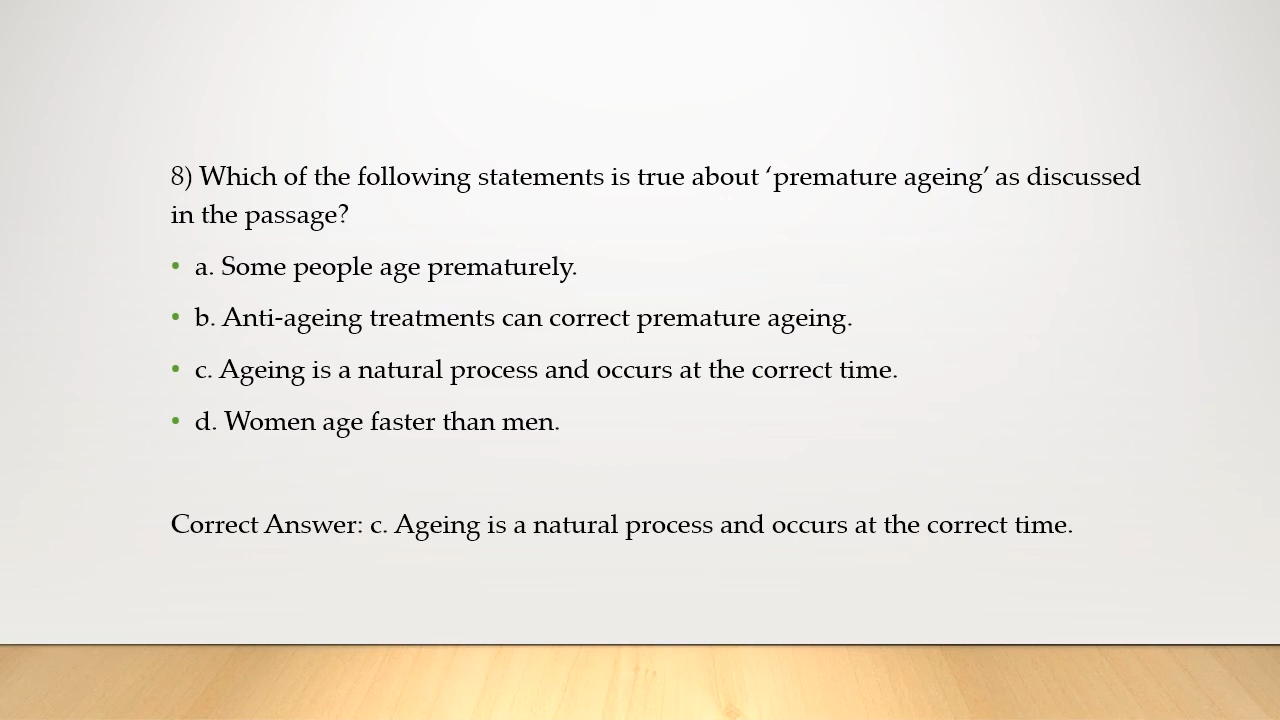 8) Which of the following statements is true about ‘premature ageing’ as discussed
in the passage?
• a. Some people age prematurely.
• b. Anti-ageing treatments can correct premature ageing.
• c. Ageing is a natural process and occurs at the correct time.
• d. Women age faster than men.
Correct Answer: c. Ageing is a natural process and occurs at the correct time.